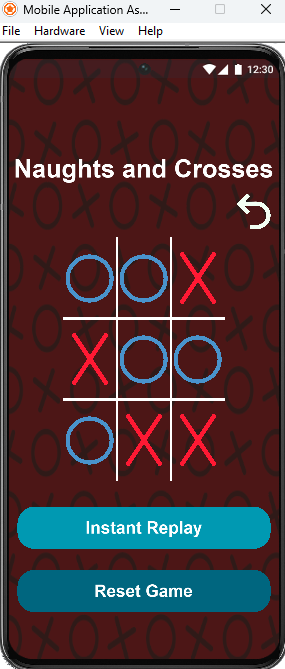 Mobile Application As...
File Hardware View Help
12:30
Naughts and Crosses
O O X
X O O
O X X
Instant Replay
Reset Game